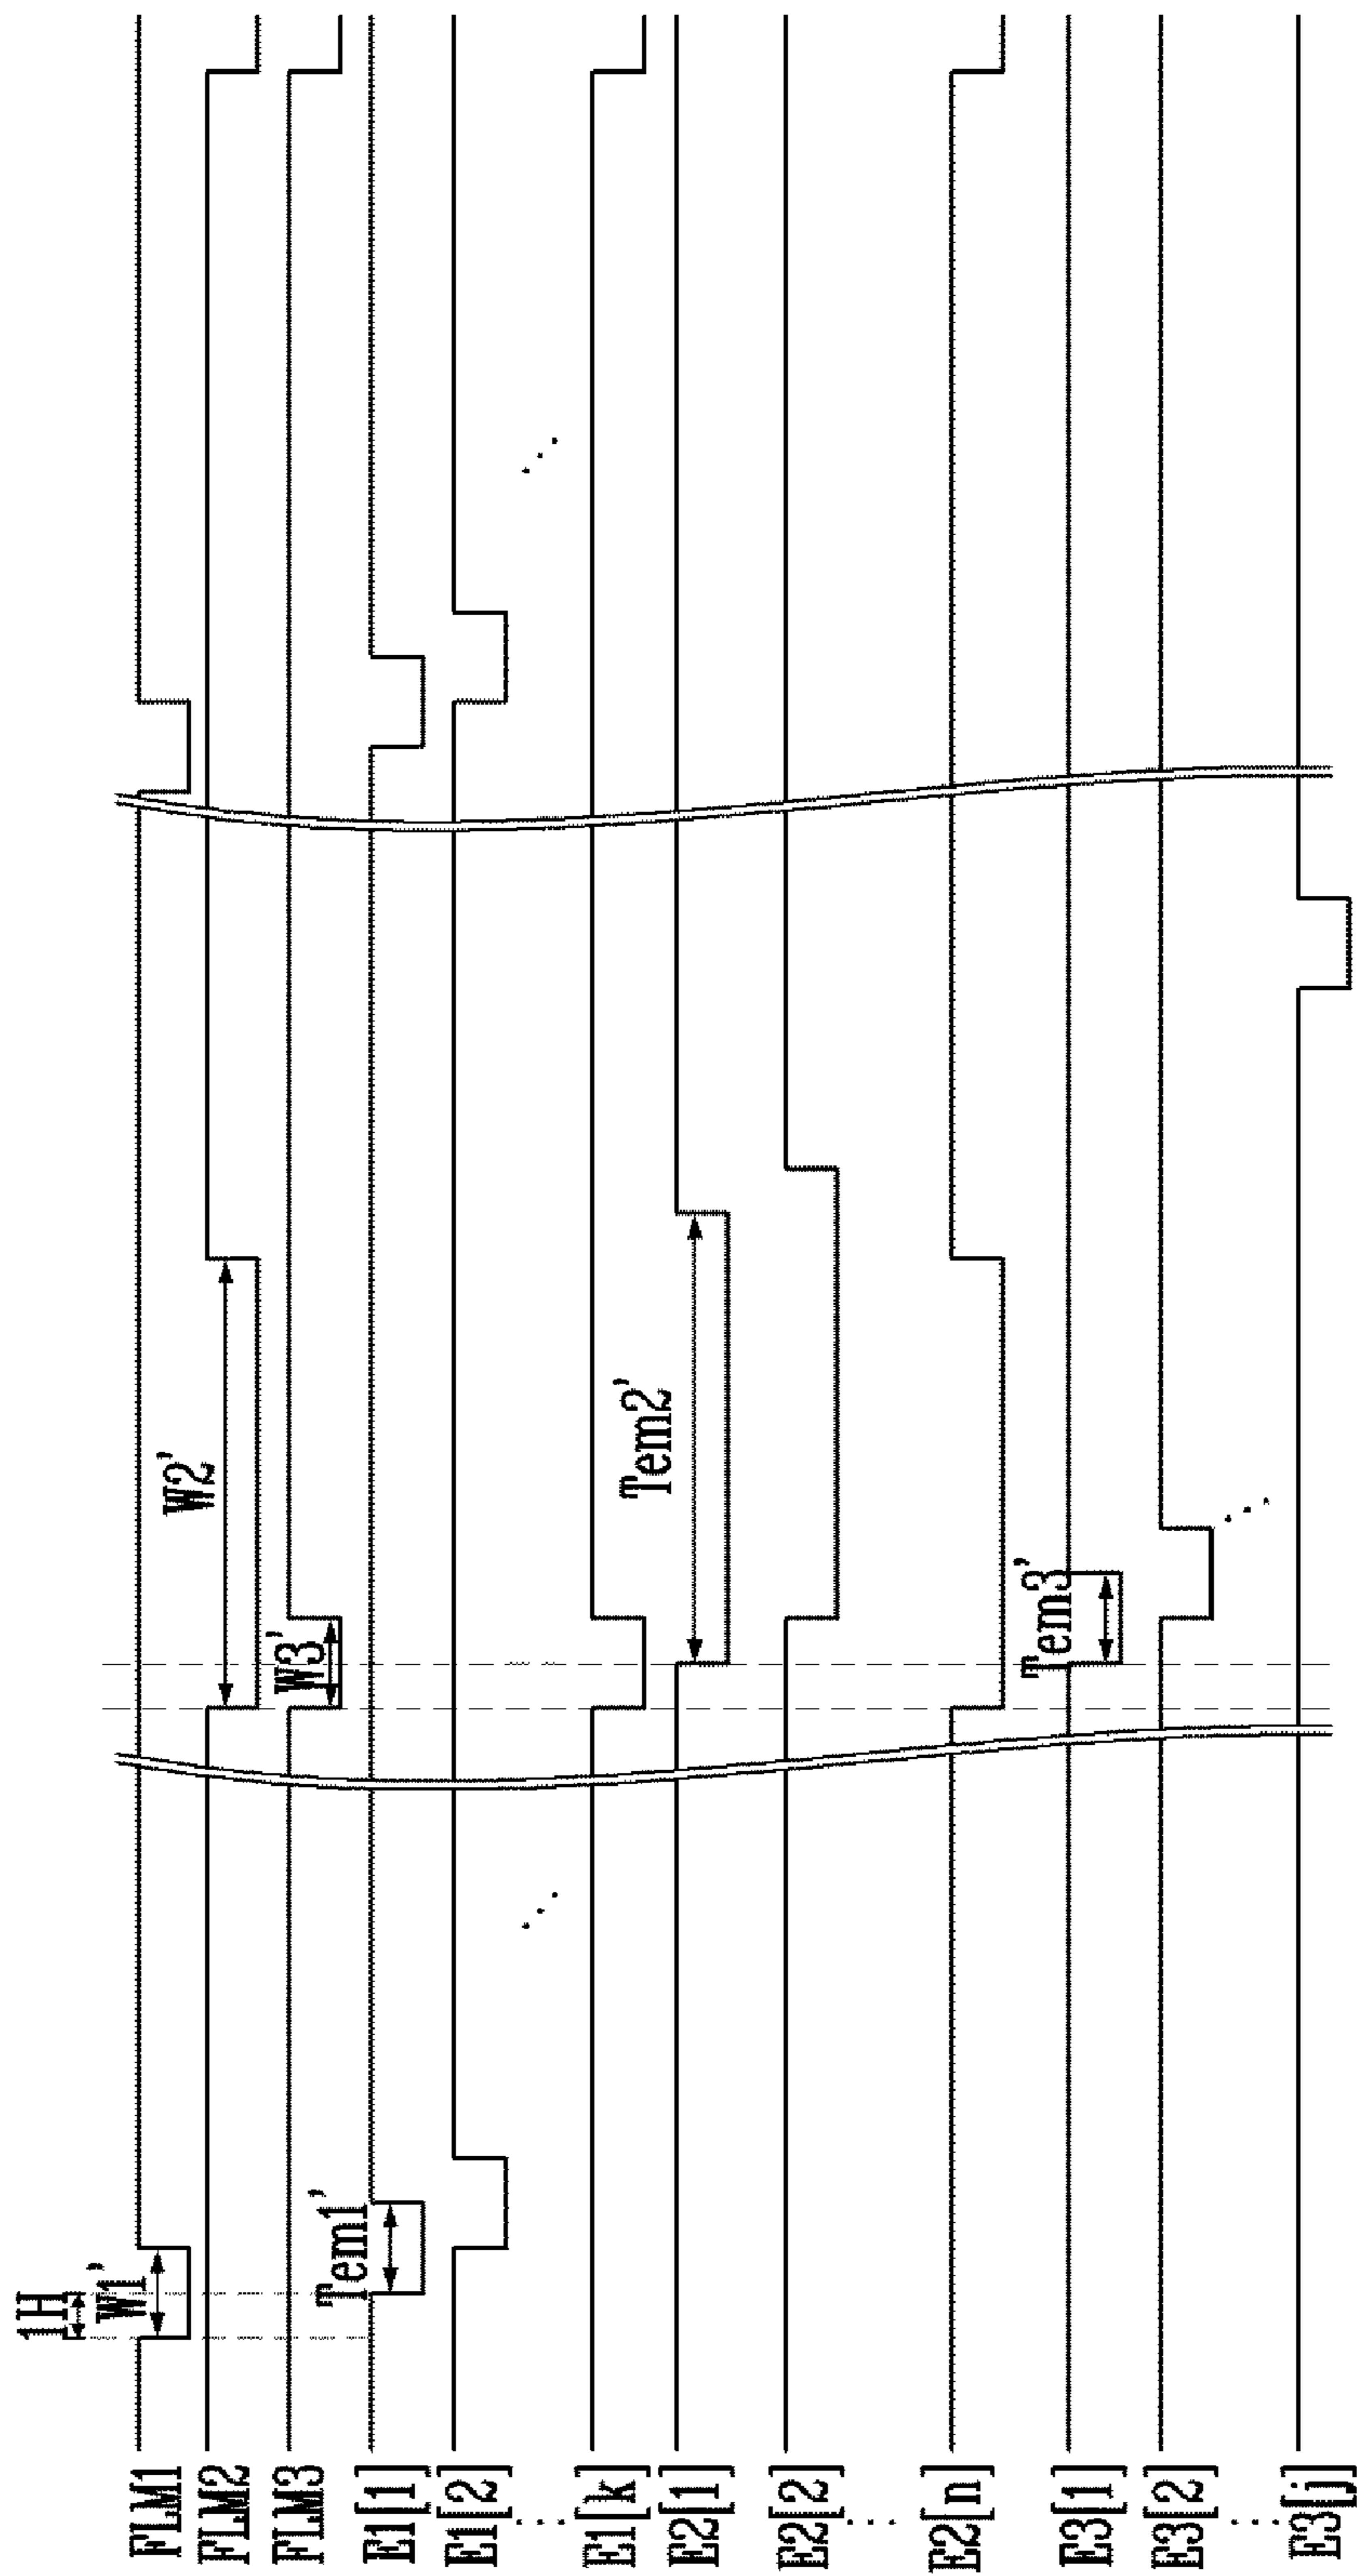 1H
FLM1 W1'
FLM2 W2'
FLM3 W3'
E1[1] Tem1'
E1[2]
E1[k]
E2[1] Tem2'
E2[2]
E2[n]
E3[1] Tem3'
E3[2]
E3[j]